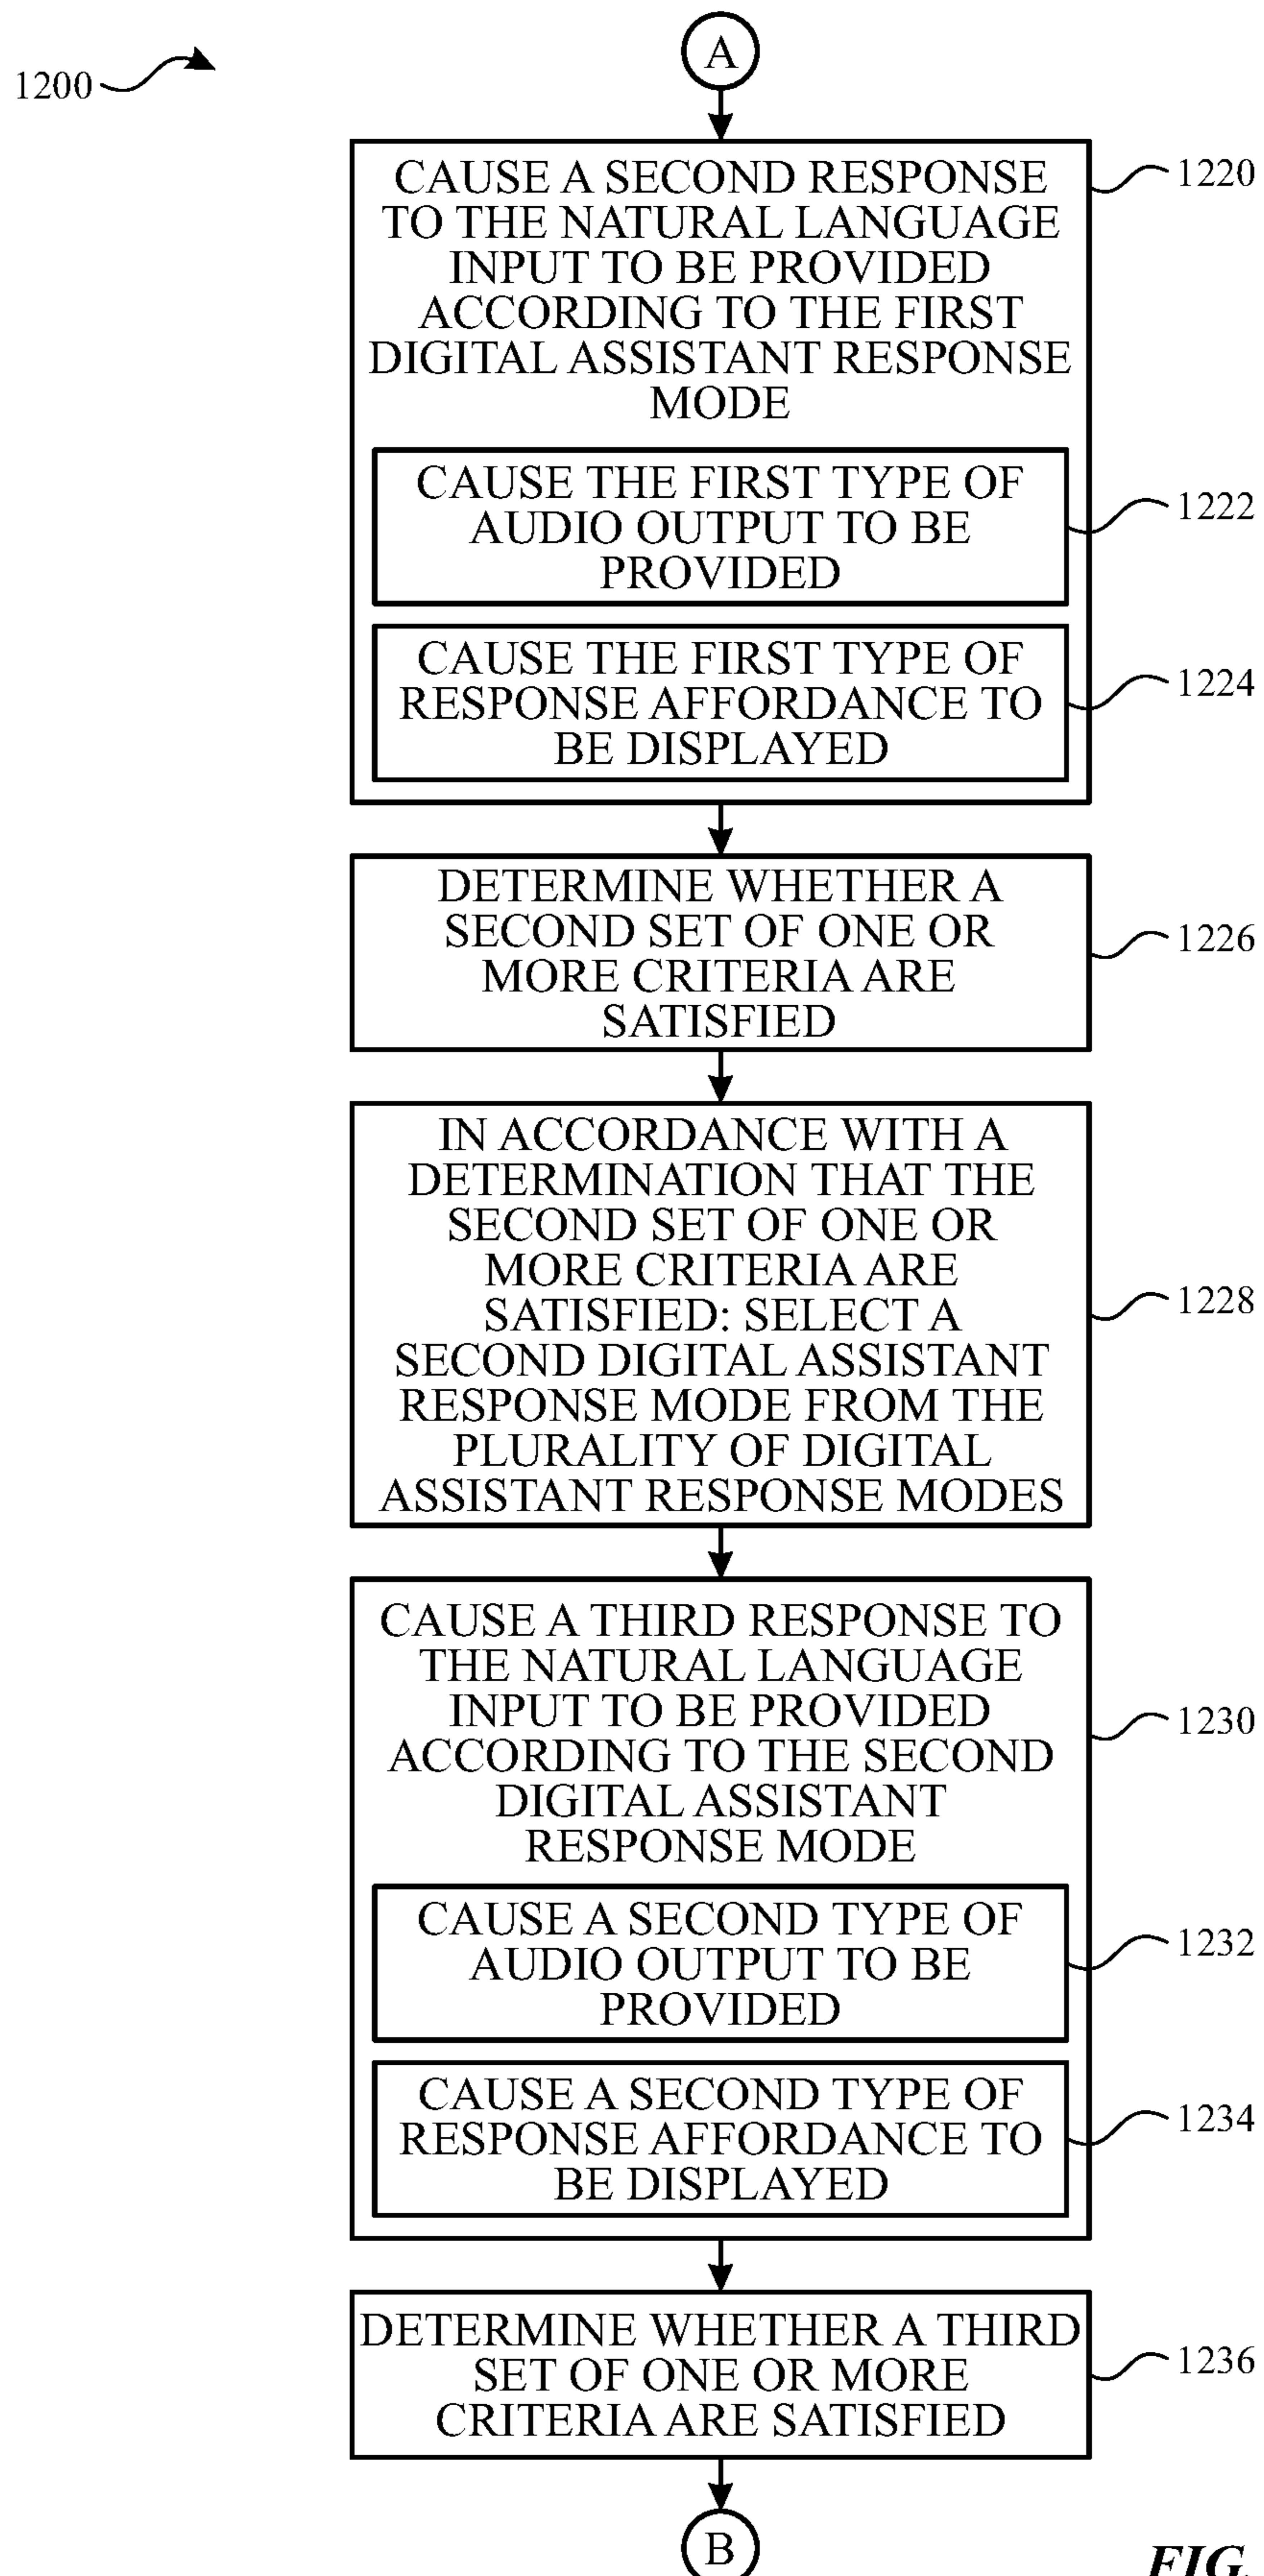 A
1200
CAUSE A SECOND RESPONSE
TO THE NATURAL LANGUAGE
INPUT TO BE PROVIDED
ACCORDING TO THE FIRST
DIGITAL ASSISTANT RESPONSE
MODE
1220
CAUSE THE FIRST TYPE OF
AUDIO OUTPUT TO BE
PROVIDED
1222
CAUSE THE FIRST TYPE OF
RESPONSE AFFORDANCE TO
BE DISPLAYED
1224
DETERMINE WHETHER A
SECOND SET OF ONE OR
MORE CRITERIA ARE
SATISFIED
1226
IN ACCORDANCE WITH A
DETERMINATION THAT THE
SECOND SET OF ONE OR
MORE CRITERIA ARE
SATISFIED: SELECT A
SECOND DIGITAL ASSISTANT
RESPONSE MODE FROM THE
PLURALITY OF DIGITAL
ASSISTANT RESPONSE MODES
1228
CAUSE A THIRD RESPONSE TO
THE NATURAL LANGUAGE
INPUT TO BE PROVIDED
ACCORDING TO THE SECOND
DIGITAL ASSISTANT
RESPONSE MODE
1230
CAUSE A SECOND TYPE OF
AUDIO OUTPUT TO BE
PROVIDED
1232
CAUSE A SECOND TYPE OF
RESPONSE AFFORDANCE TO
BE DISPLAYED
1234
DETERMINE WHETHER A THIRD
SET OF ONE OR MORE
CRITERIA ARE SATISFIED
1236
B
FIG.